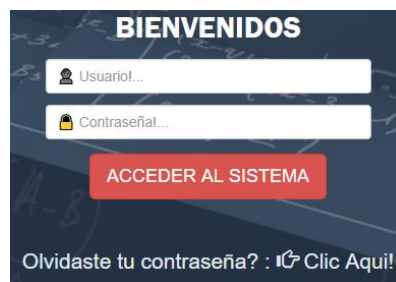 BIENVENIDOS
Usuario!...
Contraseña!...
ACCEDER AL SISTEMA
Olvidaste tu contraseña? : Clic Aqui!